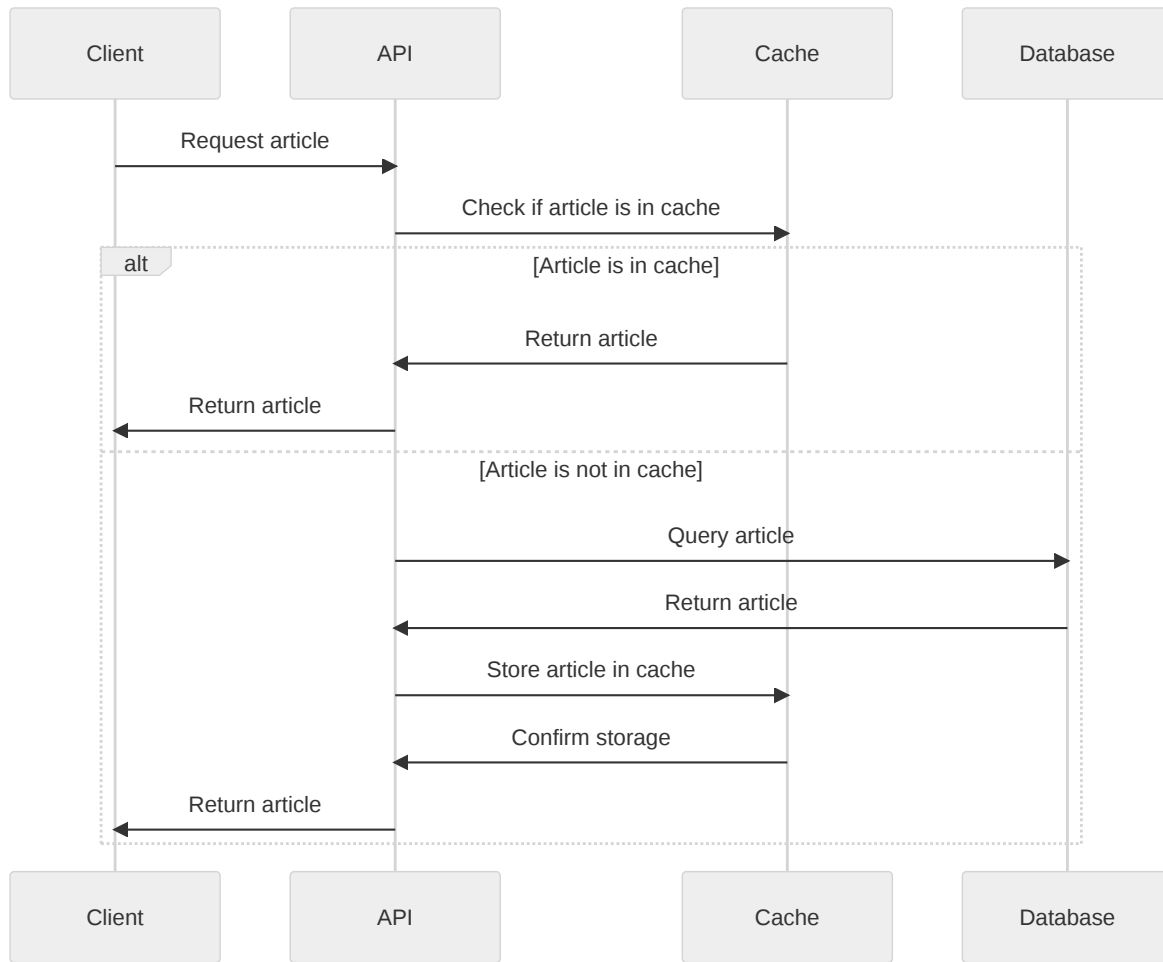 Client
API
Cache
Database
Request article
Check if article is in cache
alt
[Article is in cache]
Return article
Return article
[Article is not in cache]
Query article
Return article
Store article in cache
Confirm storage
Return article
Client
API
Cache
Database